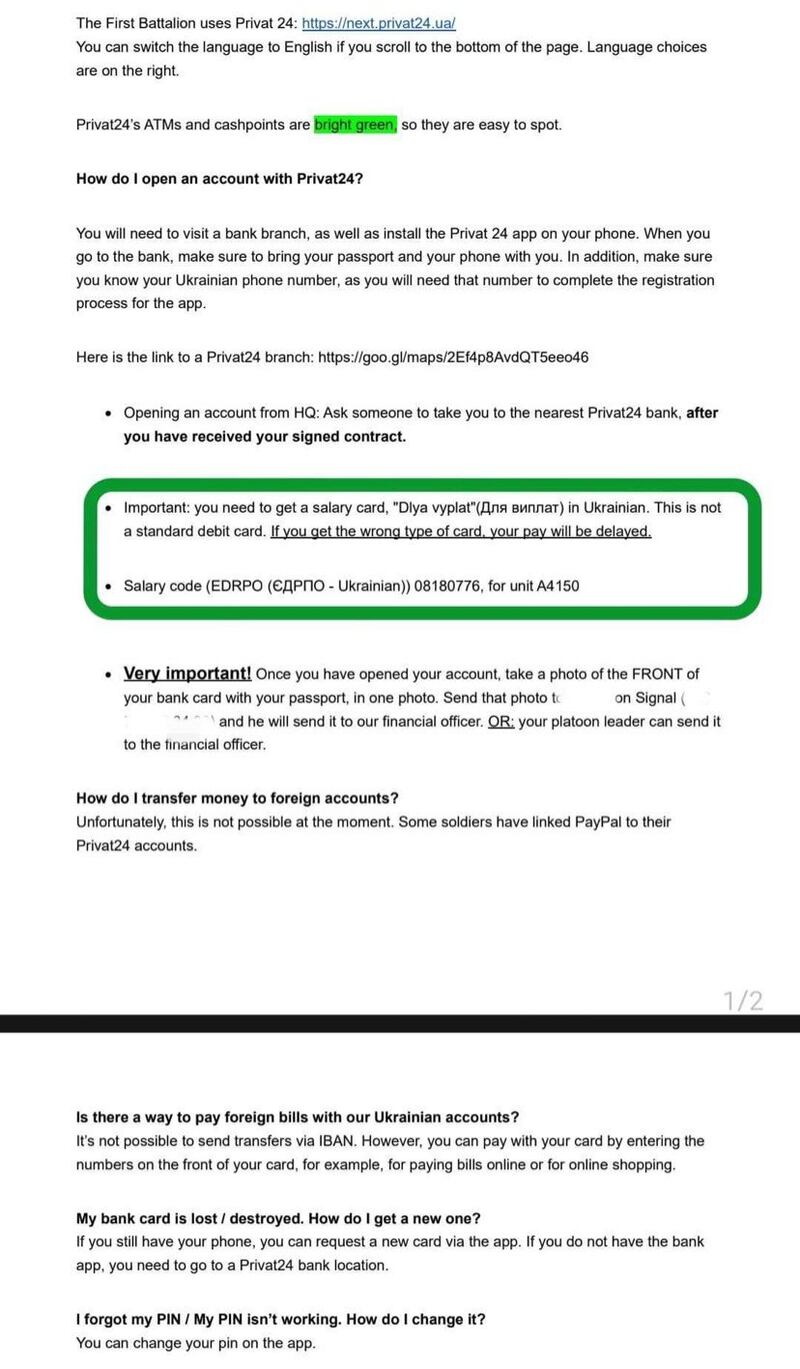 The First Battalion uses Privat 24: https://next.privat24.ua/
You can switch the language to English if you scroll to the bottom of the page. Language choices
are on the right.
Privat24's ATMs and cashpoints are bright green, so they are easy to spot.
How do I open an account with Privat24?
You will need to visit a bank branch, as well as install the Privat 24 app on your phone. When you
go to the bank, make sure to bring your passport and your phone with you. In addition, make sure
you know your Ukrainian phone number, as you will need that number to complete the registration
process for the app.
Here is the link to a Privat24 branch: https://goo.gl/maps/2Ef4p8AvdQT5eeo46
• Opening an account from HQ: Ask someone to take you to the nearest Privat24 bank, after
you have received your signed contract.
• Important: you need to get a salary card, "Dlya vyplat"(Для виплат) in Ukrainian. This is not
a standard debit card. If you get the wrong type of card, your pay will be delayed.
• Salary code (EDRPO (ЄДРПО - Ukrainian)) 08180776, for unit A4150
• Very important! Once you have opened your account, take a photo of the FRONT of
your bank card with your passport, in one photo. Send that photo on Signal (
and he will send it to our financial officer. OR: your platoon leader can send it
to the financial officer.
How do I transfer money to foreign accounts?
Unfortunately, this is not possible at the moment. Some soldiers have linked PayPal to their
Privat24 accounts.
1/2
Is there a way to pay foreign bills with our Ukrainian accounts?
It's not possible to send transfers via IBAN. However, you can pay with your card by entering the
numbers on the front of your card, for example, for paying bills online or for online shopping.
My bank card is lost / destroyed. How do I get a new one?
If you still have your phone, you can request a new card via the app. If you do not have the bank
app, you need to go to a Privat24 bank location.
I forgot my PIN / My PIN isn't working. How do I change it?
You can change your pin on the app.